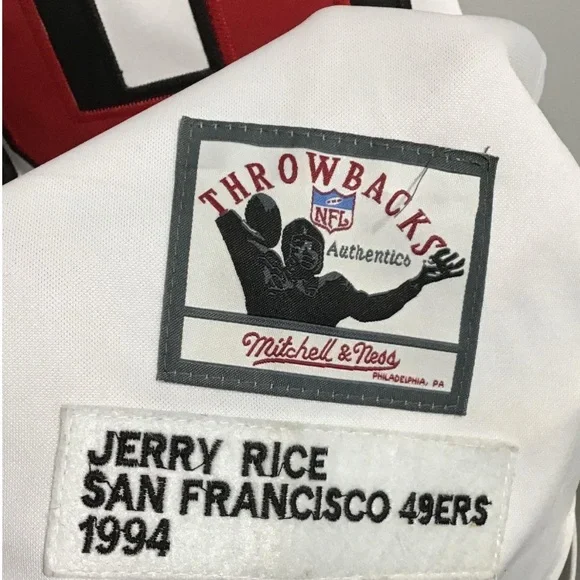 THROWBACKS
NFL
Authentics
Mitchell & Ness
PHILADELPHIA, PA
JERRY RICE
SAN FRANCISCO 49ERS
1994